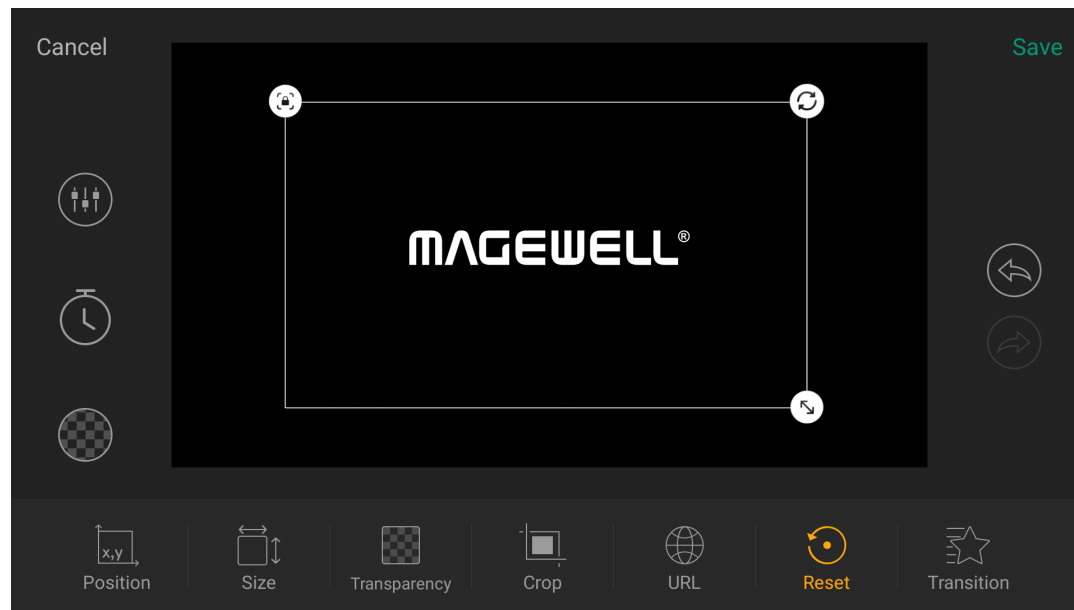 Cancel
Save
MAGEWELL®
x,y
Position
Size
Transparency
Crop
URL
Reset
Transition